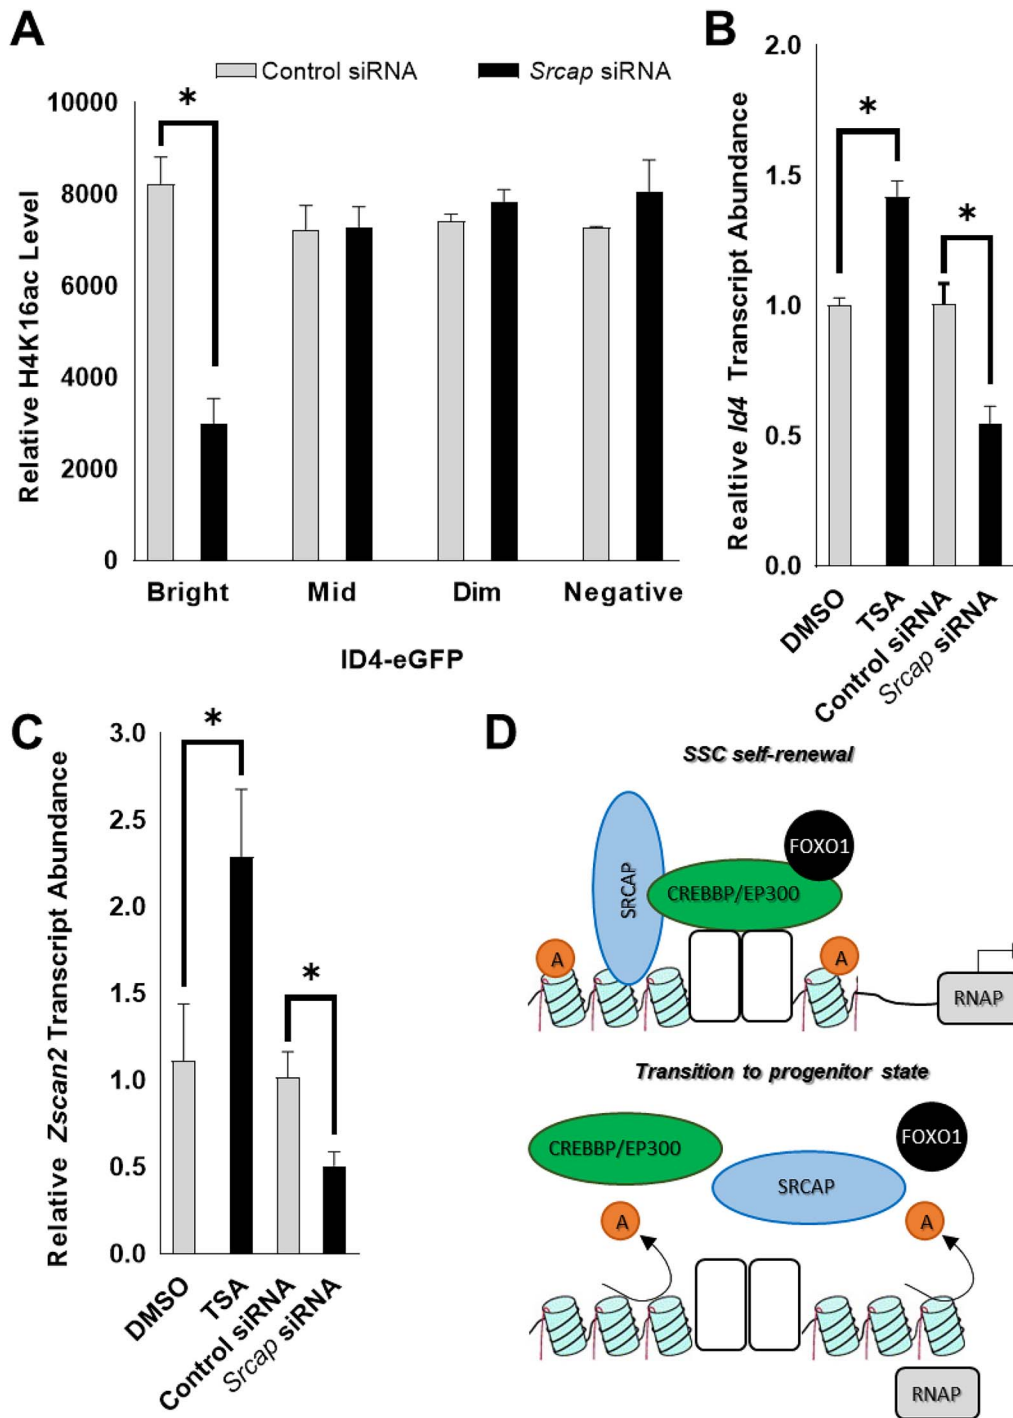 A
Control siRNA
Srcap siRNA
*
Relative H4K16ac Level
10000
8000
6000
4000
2000
0
Bright
Mid
Dim
Negative
ID4-eGFP
B
Realtive Id4 Transcript Abundance
2.0
1.5
1.0
0.5
0.0
*
*
DMSO
TSA
Control siRNA
Srcap siRNA
C
Relative Zscan2 Transcript Abundance
3.0
2.5
2.0
1.5
1.0
0.5
0.0
*
*
DMSO
TSA
Control siRNA
Srcap siRNA
D
SSC self-renewal
FOXO1
SRCAP
CREBBP/EP300
A
A
RNAP
Transition to progenitor state
FOXO1
CREBBP/EP300
SRCAP
A
A
RNAP